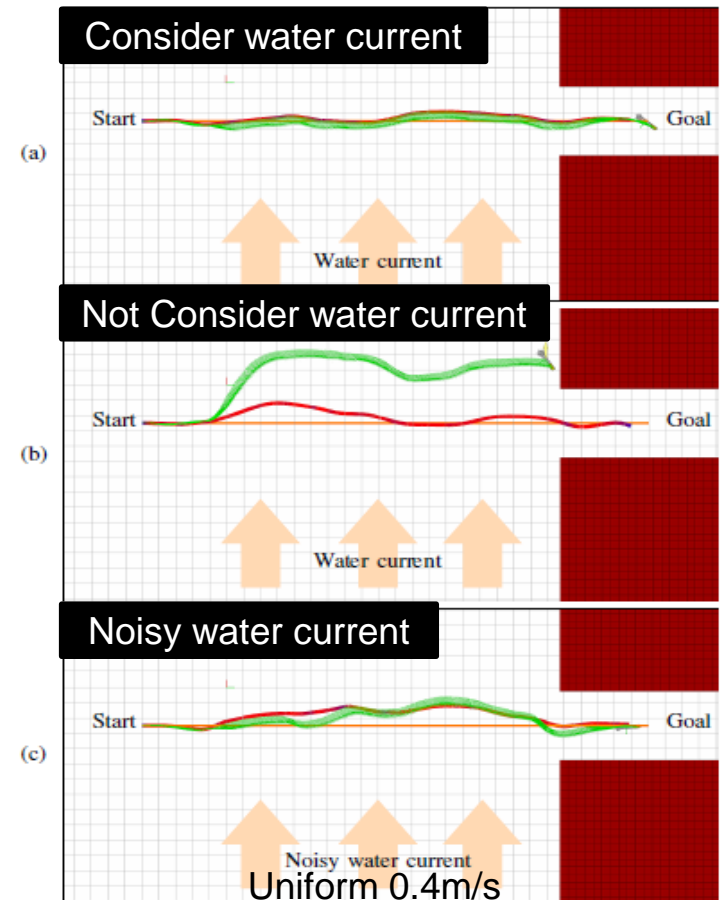 Consider water current
Start
Goal
(a)
Water current
Not Consider water current
Start
Goal
(b)
Water current
Noisy water current
Start
Goal
(c)
Noisy water current
Uniform 0.4m/s